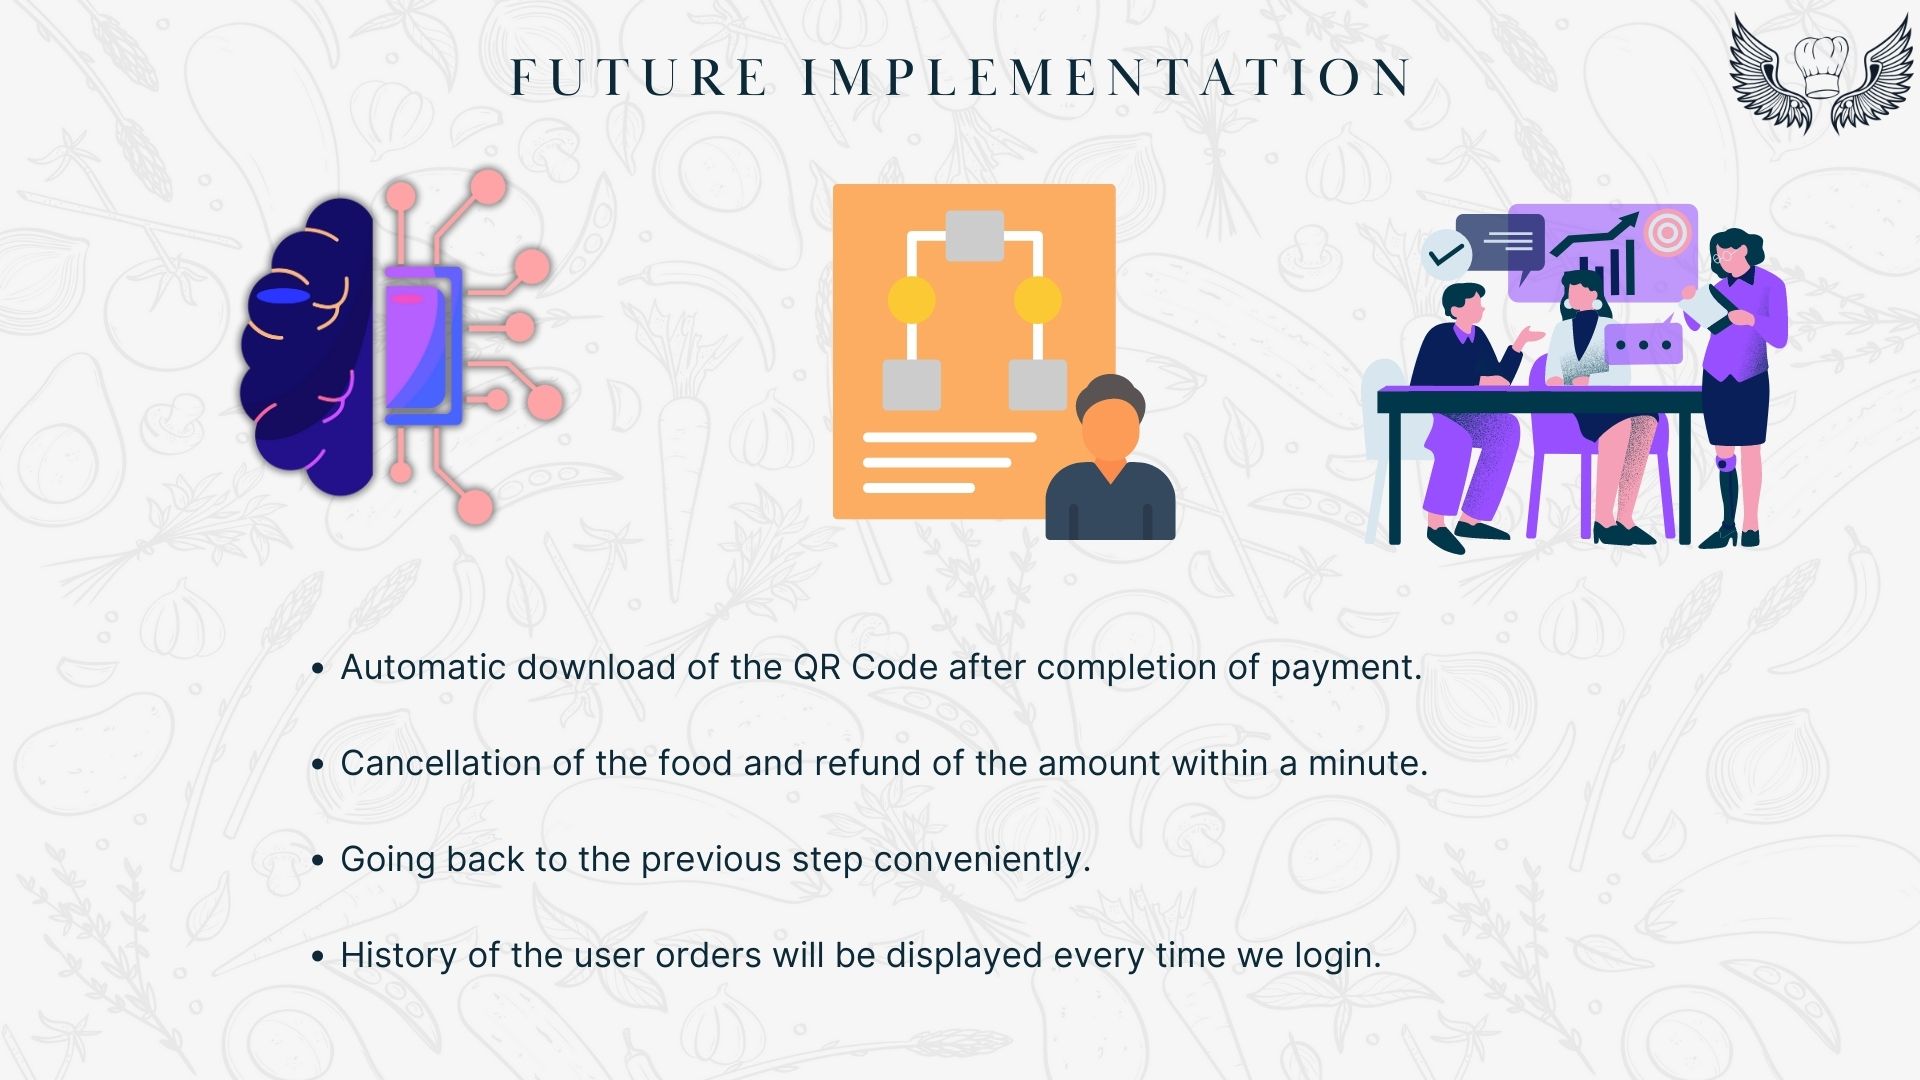 FUTURE IMPLEMENTATION
• Automatic download of the QR Code after completion of payment.
• Cancellation of the food and refund of the amount within a minute.
• Going back to the previous step conveniently.
• History of the user orders will be displayed every time we login.